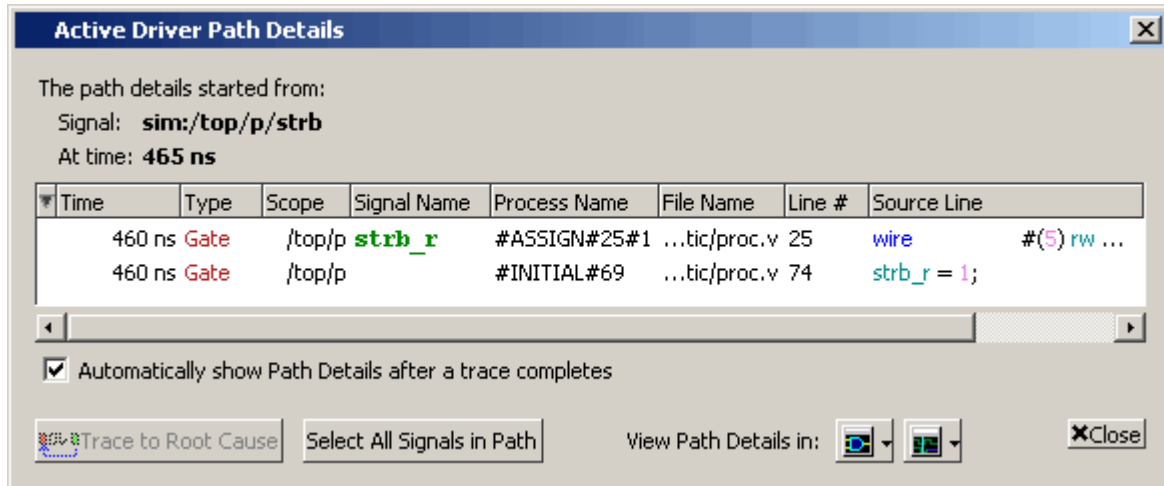 Active Driver Path Details
The path details started from:
Signal: sim:/top/p/strb
At time: 465 ns
Time Type Scope Signal Name Process Name File Name Line # Source Line
460 ns Gate /top/p strb_r #ASSIGN#25#1 ...tic/proc.v 25 wire #(5) rw ...
460 ns Gate /top/p #INITIAL#69 ...tic/proc.v 74 strb_r = 1;
Automatically show Path Details after a trace completes
Trace to Root Cause Select All Signals in Path View Path Details in: Close